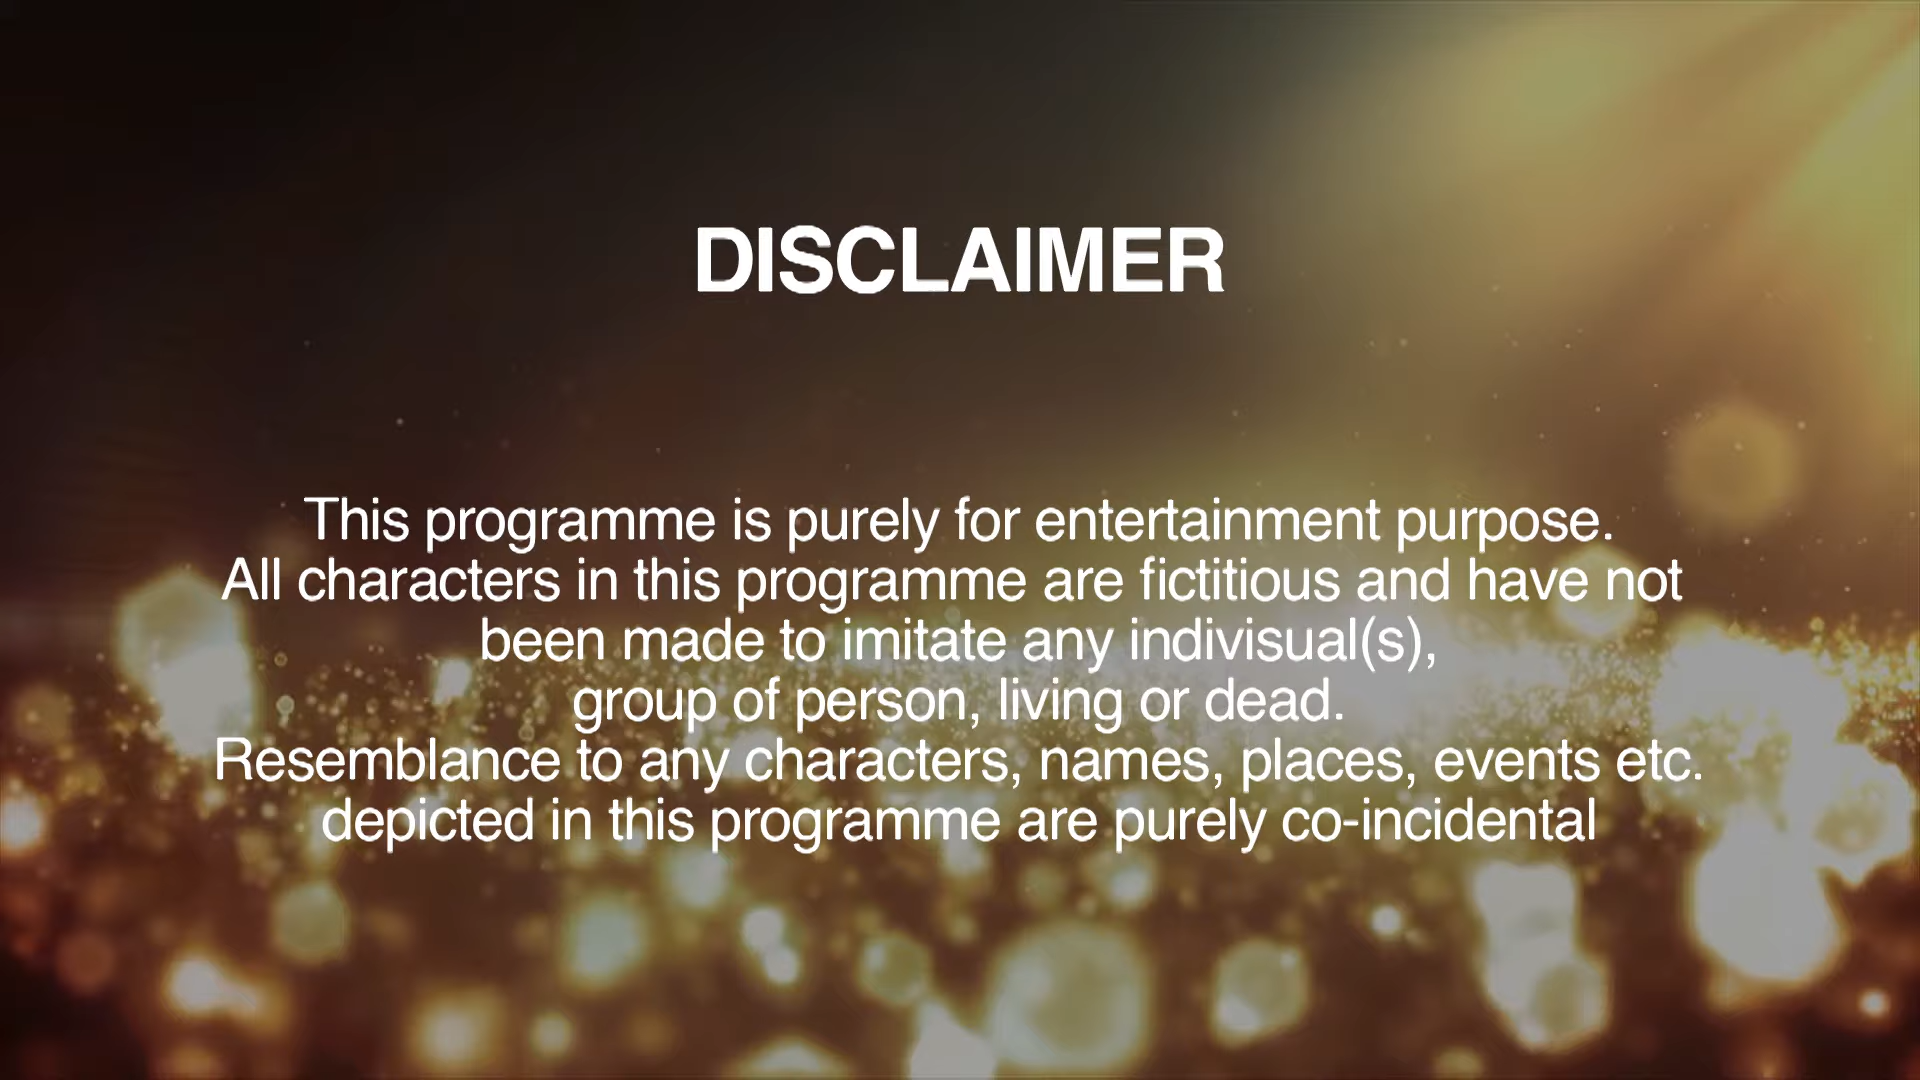 DISCLAIMER
This programme is purely for entertainment purpose.
All characters in this programme are fictitious and have not
been made to imitate any indivisual(s),
group of person, living or dead.
Resemblance to any characters, names, places, events etc.
depicted in this programme are purely co-incidental